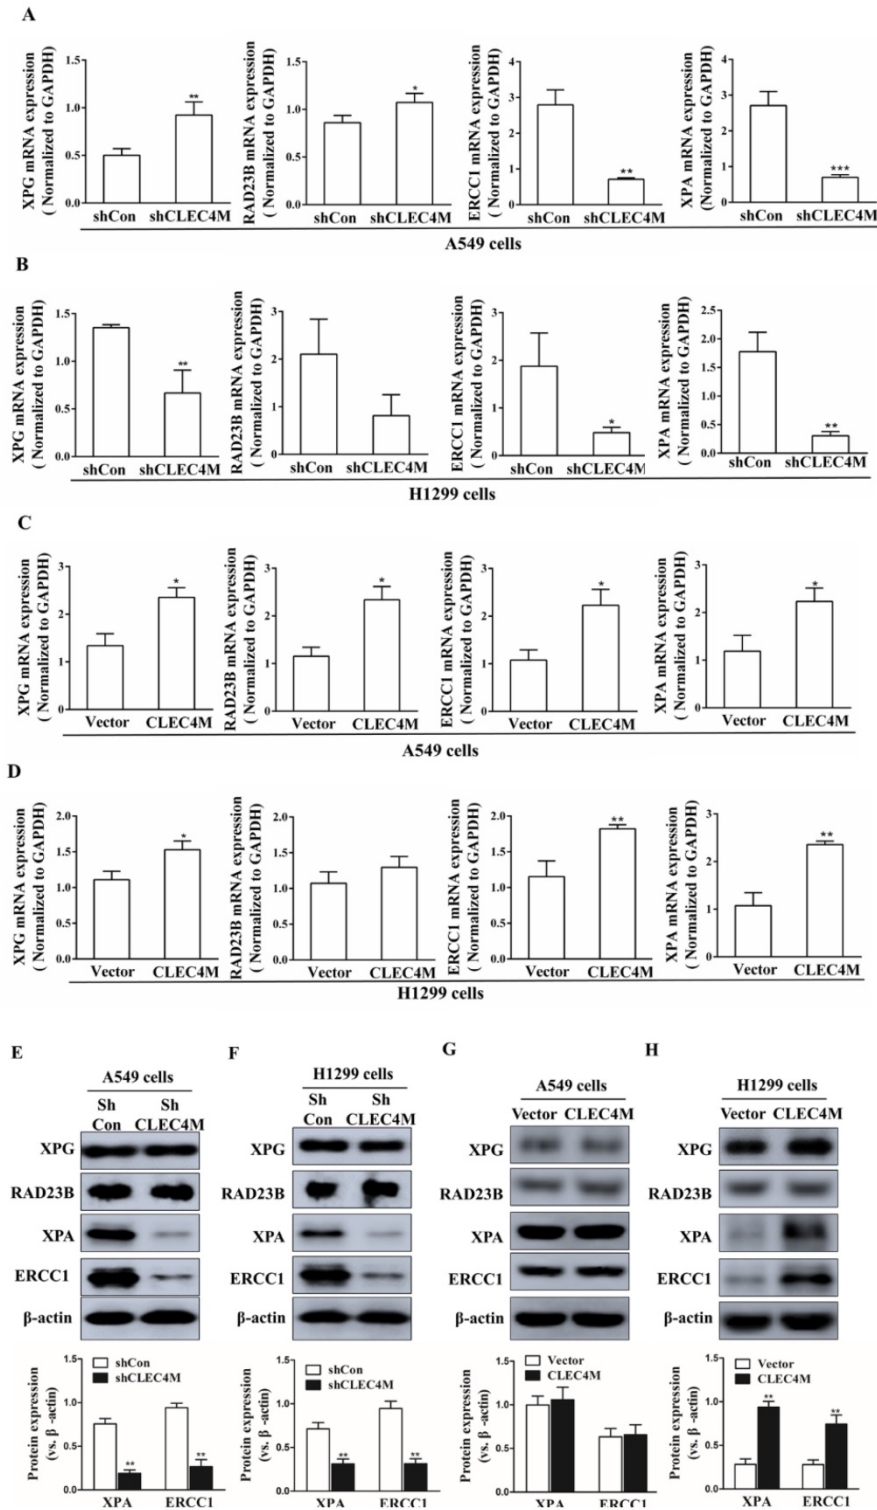 A
XPG mRNA expression
( Normalized to GAPDH)
1.5
1.0
0.5
0.0
**
shCon shCLEC4M
RAD23B mRNA expression
( Normalized to GAPDH)
1.5
1.0
0.5
0.0
*
shCon shCLEC4M
ERCC1 mRNA expression
( Normalized to GAPDH)
4
3
2
1
0
**
shCon shCLEC4M
XPA mRNA expression
(Normalized to GAPDH)
4
3
2
1
0
***
shCon shCLEC4M
A549 cells
B
XPG mRNA expression
( Normalized to GAPDH)
1.5
1.0
0.5
0.0
**
shCon shCLEC4M
RAD23B mRNA expression
( Normalized to GAPDH)
3
2
1
0
shCon shCLEC4M
ERCC1 mRNA expression
( Normalized to GAPDH)
3
2
1
0
*
shCon shCLEC4M
XPA mRNA expression
( Normalized to GAPDH)
2.5
2.0
1.5
1.0
0.5
0.0
**
shCon shCLEC4M
H1299 cells
C
XPG mRNA expression
( Normalized to GAPDH)
3
2
1
0
*
Vector CLEC4M
RAD23B mRNA expression
( Normalized to GAPDH)
3
2
1
0
*
Vector CLEC4M
ERCC1 mRNA expression
( Normalized to GAPDH)
3
2
1
0
*
Vector CLEC4M
XPA mRNA expression
( Normalized to GAPDH)
3
2
1
0
*
Vector CLEC4M
A549 cells
D
XPG mRNA expression
( Normalized to GAPDH)
2.0
1.5
1.0
0.5
0.0
*
Vector CLEC4M
RAD23B mRNA expression
( Normalized to GAPDH)
2.0
1.5
1.0
0.5
0.0
Vector CLEC4M
ERCC1 mRNA expression
( Normalized to GAPDH)
2.0
1.5
1.0
0.5
0.0
**
Vector CLEC4M
XPA mRNA expression
( Normalized to GAPDH)
3
2
1
0
**
Vector CLEC4M
H1299 cells
E
A549 cells
Sh Sh
Con CLEC4M
XPG
RAD23B
XPA
ERCC1
β-actin
Protein expression
(vs. β -actin)
1.5
1.0
0.5
0.0
shCon
shCLEC4M
**
**
XPA ERCC1
F
H1299 cells
Sh Sh
Con CLEC4M
XPG
RAD23B
XPA
ERCC1
β-actin
Protein expression
(vs. β -actin)
1.5
1.0
0.5
0.0
shCon
shCLEC4M
**
**
XPA ERCC1
G
A549 cells
Vector CLEC4M
XPG
RAD23B
XPA
ERCC1
β-actin
Protein expression
(vs. β -actin)
1.5
1.0
0.5
0.0
Vector
CLEC4M
XPA ERCC1
H
H1299 cells
Vector CLEC4M
XPG
RAD23B
XPA
ERCC1
β-actin
Protein expression
(vs. β -actin)
1.5
1.0
0.5
0.0
Vector
CLEC4M
**
**
XPA ERCC1